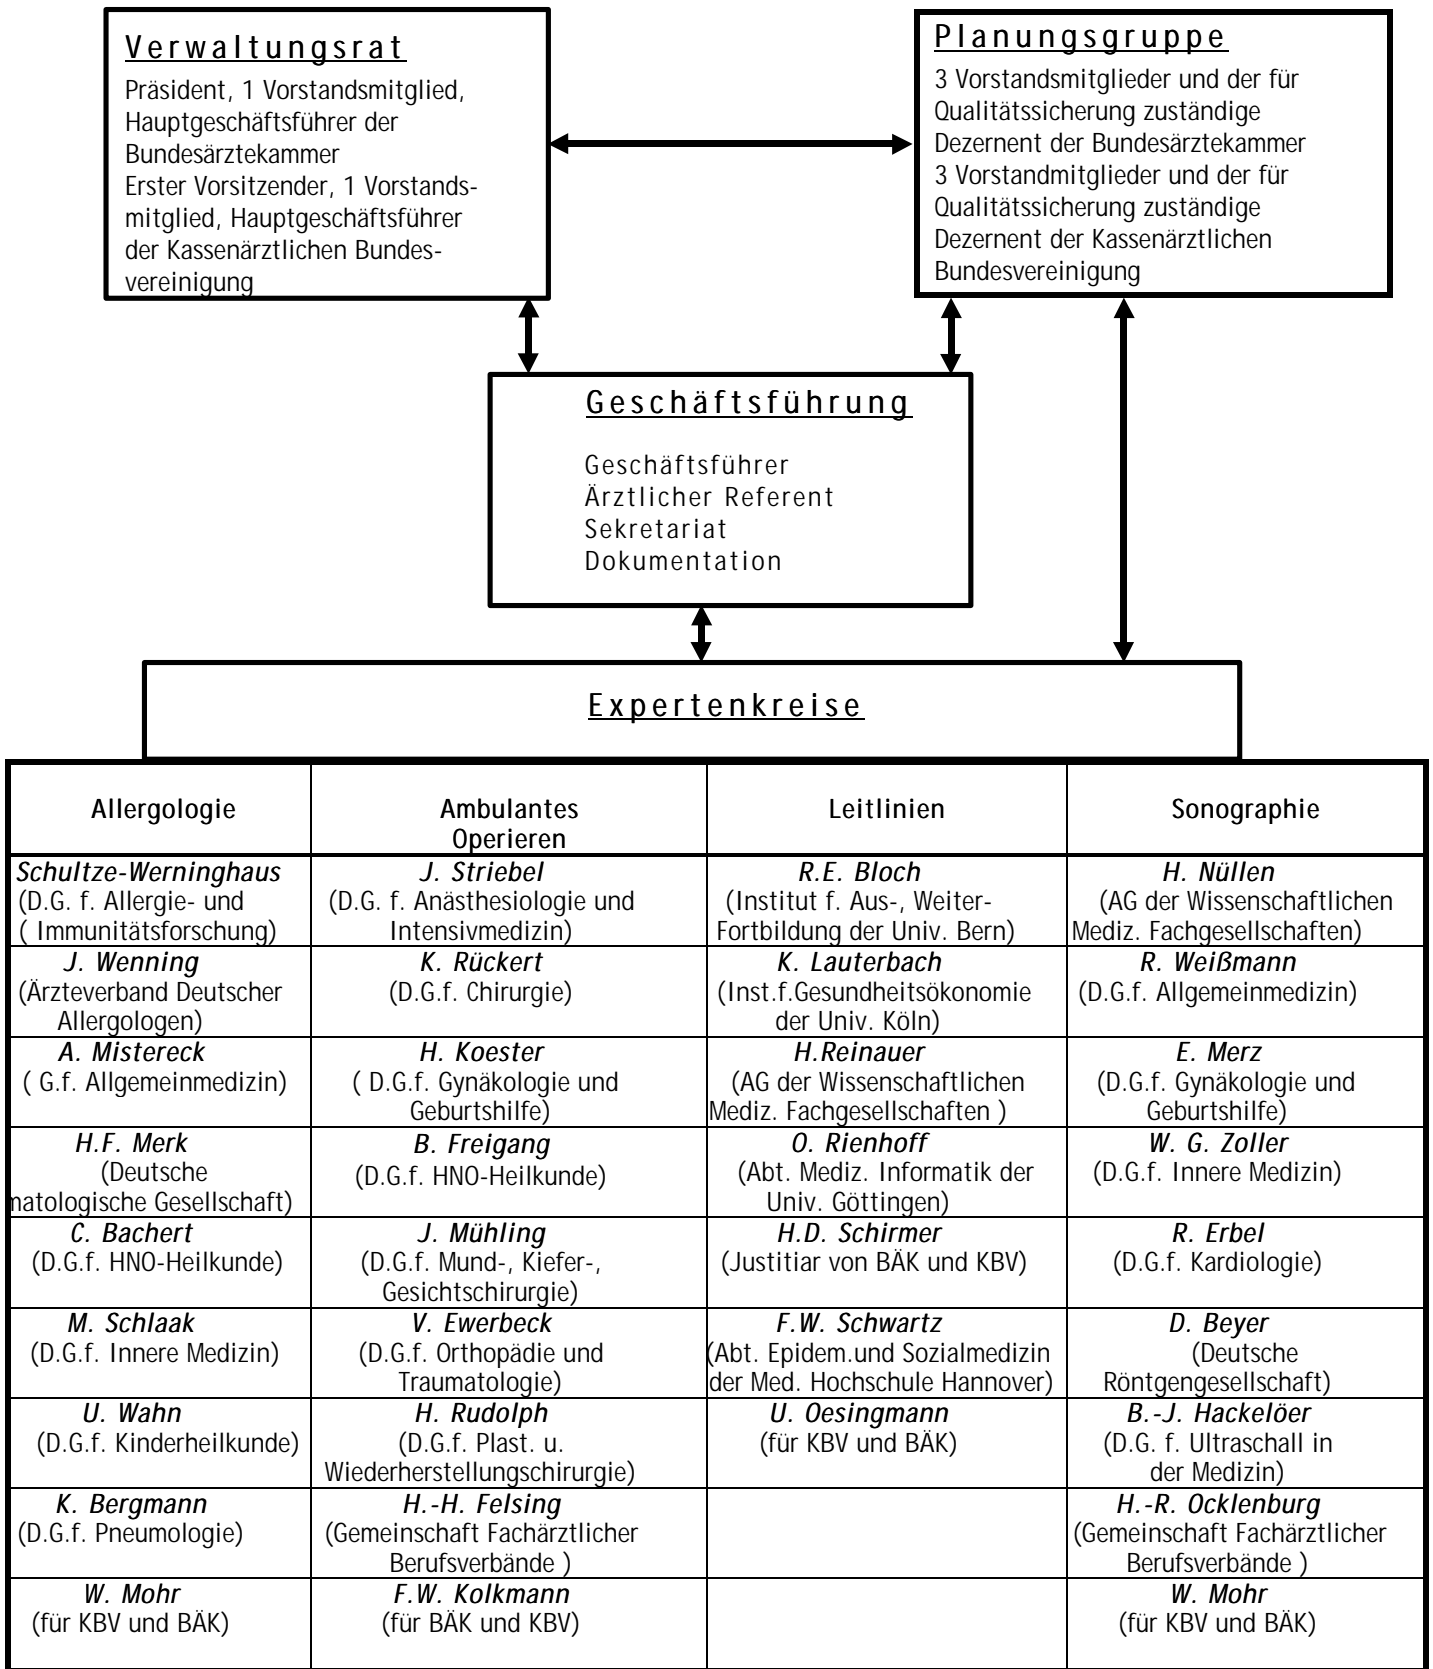 Verwaltungsrat
Präsident, 1 Vorstandsmitglied,
Hauptgeschäftsführer der
Bundesärztekammer
Erster Vorsitzender, 1 Vorstands-
mitglied, Hauptgeschäftsführer
der Kassenärztlichen Bundes-
vereinigung
Planungsgruppe
3 Vorstandsmitglieder und der für
Qualitätssicherung zuständige
Dezernent der Bundesärztekammer
3 Vorstandmitglieder und der für
Qualitätssicherung zuständige
Dezernent der Kassenärztlichen
Bundesvereinigung
Geschäftsführung
Geschäftsführer
Ärztlicher Referent
Sekretariat
Dokumentation
Expertenkreise
Allergologie
Ambulantes
Operieren
Leitlinien
Sonographie
Schultze-Werninghaus
(D.G. f. Allergie- und
( Immunitätsforschung)
J. Striebel
(D.G. f. Anästhesiologie und
Intensivmedizin)
R.E. Bloch
(Institut f. Aus-, Weiter-
Fortbildung der Univ. Bern)
H. Nüllen
(AG der Wissenschaftlichen
Mediz. Fachgesellschaften)
J. Wenning
(Ärzteverband Deutscher
Allergologen)
K. Rückert
(D.G.f. Chirurgie)
K. Lauterbach
(Inst.f.Gesundheitsökonomie
der Univ. Köln)
R. Weißmann
(D.G.f. Allgemeinmedizin)
A. Mistereck
( G.f. Allgemeinmedizin)
H. Koester
( D.G.f. Gynäkologie und
Geburtshilfe)
H.Reinauer
(AG der Wissenschaftlichen
Mediz. Fachgesellschaften )
E. Merz
(D.G.f. Gynäkologie und
Geburtshilfe)
H.F. Merk
(Deutsche
matologische Gesellschaft)
B. Freigang
(D.G.f. HNO-Heilkunde)
O. Rienhoff
(Abt. Mediz. Informatik der
Univ. Göttingen)
W. G. Zoller
(D.G.f. Innere Medizin)
C. Bachert
(D.G.f. HNO-Heilkunde)
J. Mühling
(D.G.f. Mund-, Kiefer-,
Gesichtschirurgie)
H.D. Schirmer
(Justitiar von BÄK und KBV)
R. Erbel
(D.G.f. Kardiologie)
M. Schlaak
(D.G.f. Innere Medizin)
V. Ewerbeck
(D.G.f. Orthopädie und
Traumatologie)
F.W. Schwartz
(Abt. Epidem.und Sozialmedizin
der Med. Hochschule Hannover)
D. Beyer
(Deutsche
Röntgengesellschaft)
U. Wahn
(D.G.f. Kinderheilkunde)
H. Rudolph
(D.G.f. Plast. u.
Wiederherstellungschirurgie)
U. Oesingmann
(für KBV und BÄK)
B.-J. Hackelöer
(D.G. f. Ultraschall in
der Medizin)
K. Bergmann
(D.G.f. Pneumologie)
H.-H. Felsing
(Gemeinschaft Fachärztlicher
Berufsverbände )
H.-R. Ocklenburg
(Gemeinschaft Fachärztlicher
Berufsverbände )
W. Mohr
(für KBV und BÄK)
F.W. Kolkmann
(für BÄK und KBV)
W. Mohr
(für KBV und BÄK)